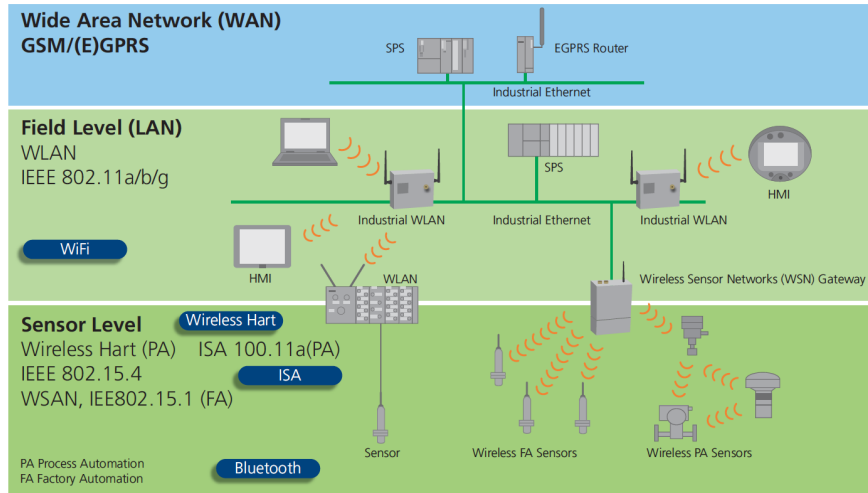 Wide Area Network (WAN)
GSM/(E)GPRS
SPS
EGPRS Router
Industrial Ethernet
Field Level (LAN)
WLAN
IEEE 802.11a/b/g
SPS
HMI
Industrial WLAN
Industrial Ethernet
Industrial WLAN
WiFi
HMI
WLAN
Wireless Sensor Networks (WSN) Gateway
Sensor Level
Wireless Hart
Wireless Hart (PA) ISA 100.11a(PA)
IEEE 802.15.4
ISA
WSAN, IEE802.15.1 (FA)
Sensor
Wireless FA Sensors
Wireless PA Sensors
PA Process Automation
FA Factory Automation
Bluetooth